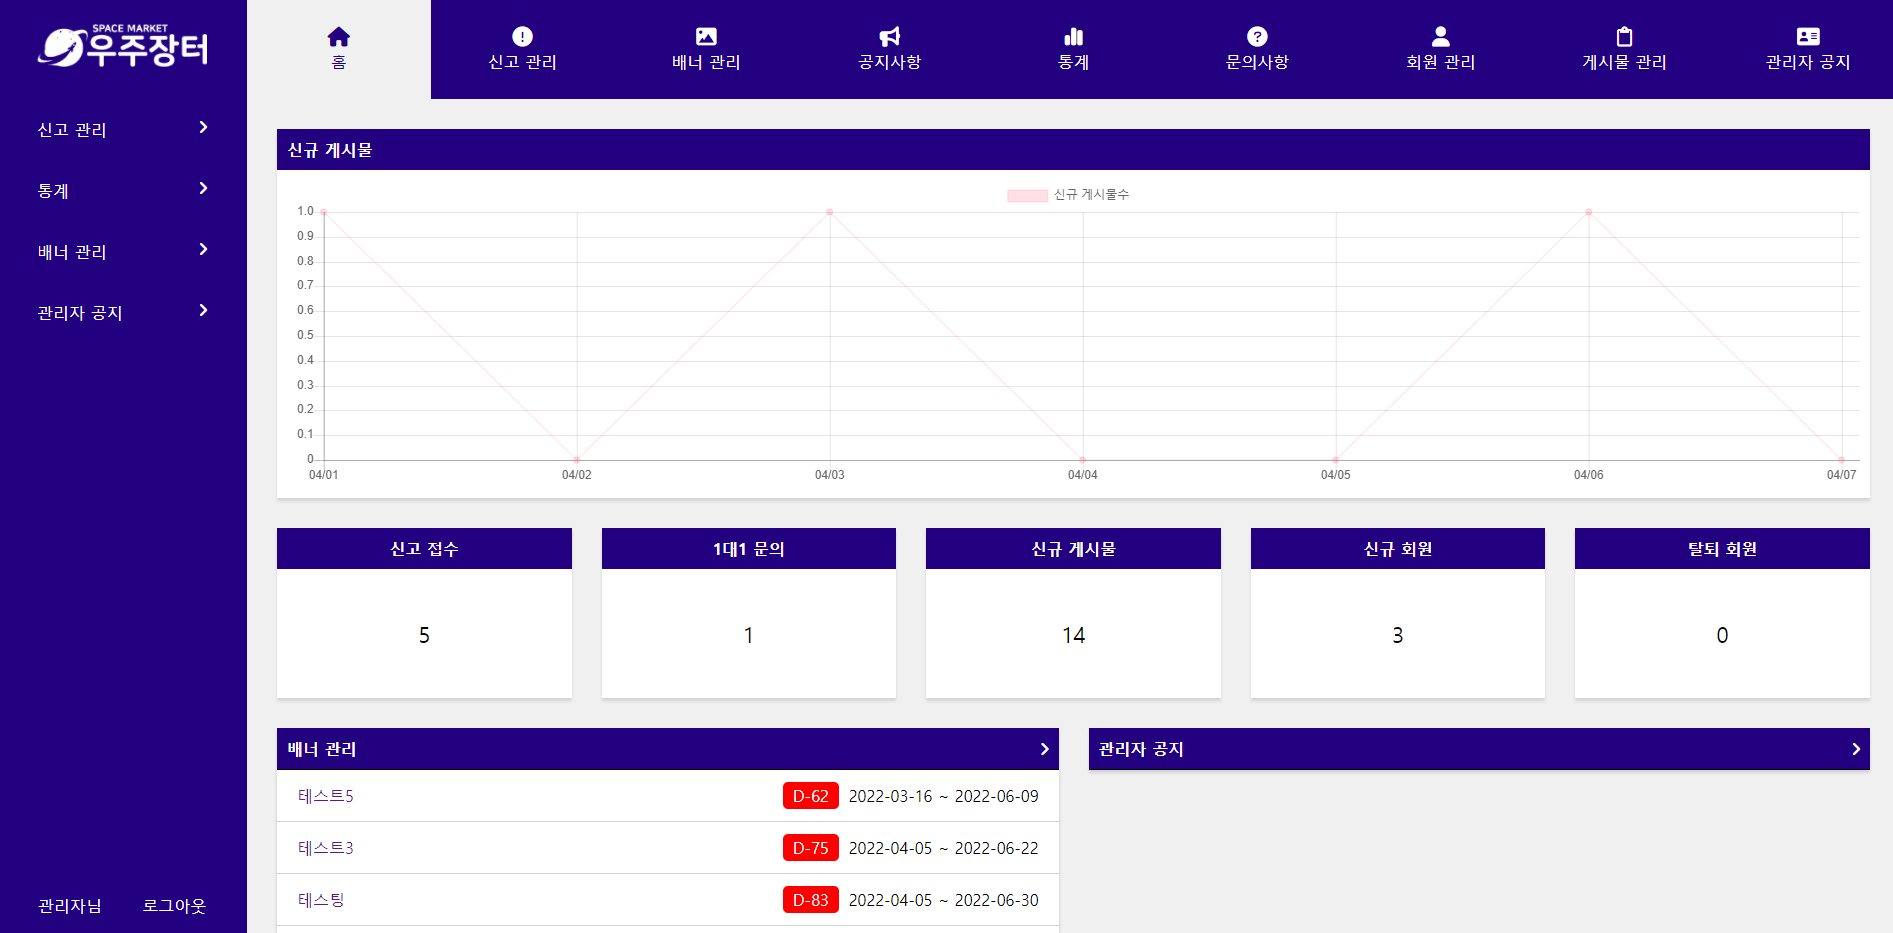 SPACE MARKET
우주장터
홈
신고 관리
배너 관리
공지사항
통계
문의사항
회원 관리
게시물 관리
관리자 공지
신고 관리
통계
배너 관리
관리자 공지
관리자님 로그아웃
신규 게시물
신규 게시물수
1.0
0.9
0.8
0.7
0.6
0.5
0.4
0.3
0.2
0.1
0
04/01 04/02 04/03 04/04 04/05 04/06 04/07
신고 접수
5
1대1 문의
1
신규 게시물
14
신규 회원
3
탈퇴 회원
0
배너 관리
테스트5 D-62 2022-03-16 ~ 2022-06-09
테스트3 D-75 2022-04-05 ~ 2022-06-22
테스팅 D-83 2022-04-05 ~ 2022-06-30
관리자 공지